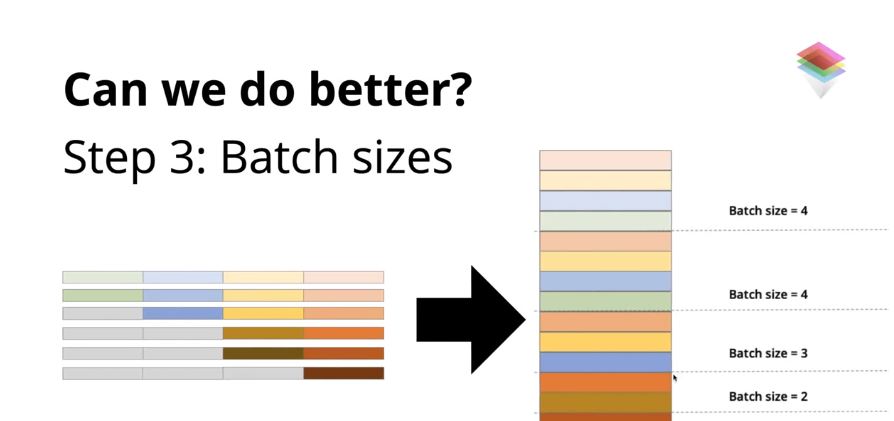 Can we do better?
Step 3: Batch sizes
Batch size = 4
Batch size = 4
Batch size = 3
Batch size = 2